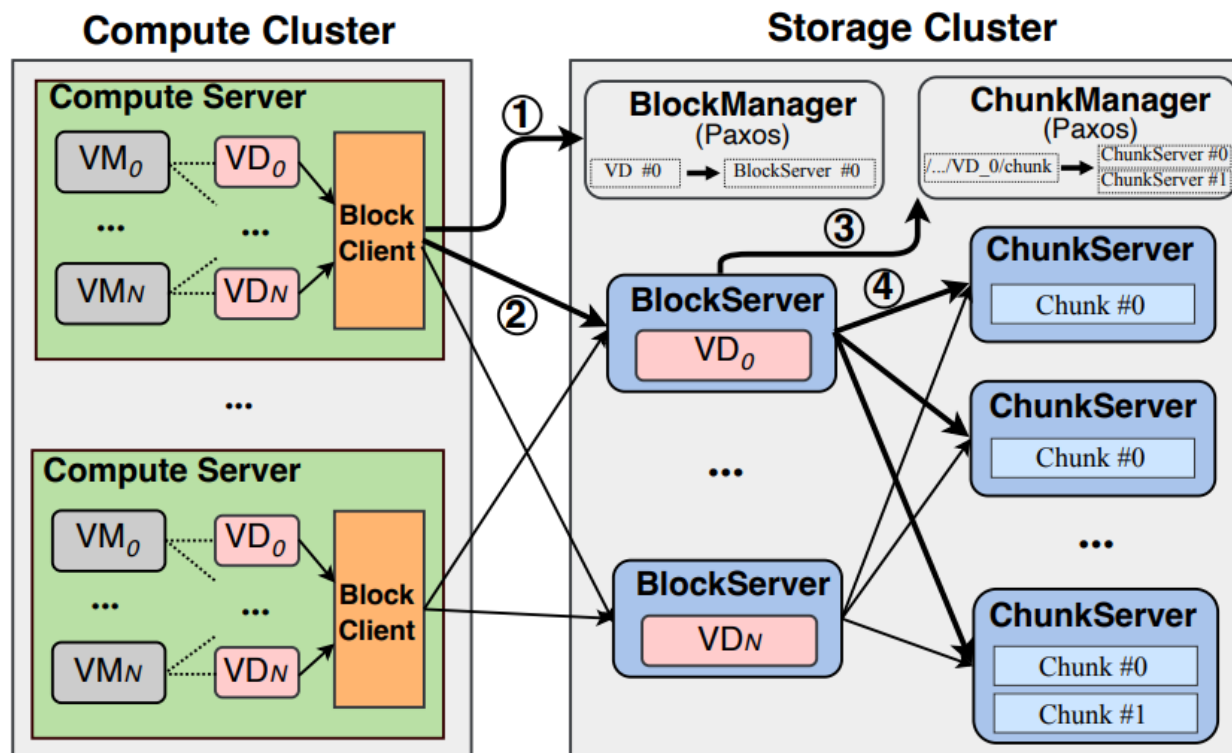 Compute Cluster
Storage Cluster
Compute Server
VM0
VD0
...
...
VMN
VDN
Block
Client
...
Compute Server
VM0
VD0
...
...
VMN
VDN
Block
Client
①
②
BlockManager
(Paxos)
VD #0
BlockServer #0
ChunkManager
(Paxos)
/.../VD_0/chunk
ChunkServer #0
ChunkServer #1
③
④
BlockServer
VD0
...
BlockServer
VDN
ChunkServer
Chunk #0
ChunkServer
Chunk #0
...
ChunkServer
Chunk #0
Chunk #1